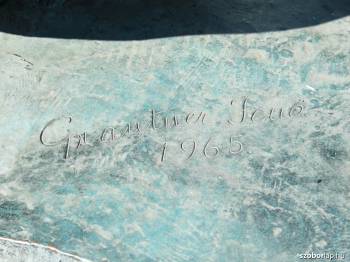 Grantner Jenő
1965.
szoborlap.hu